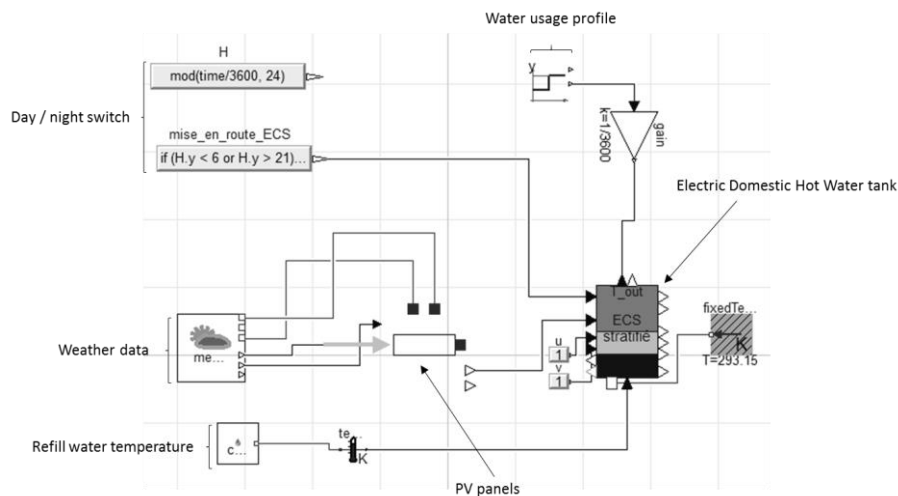 Water usage profile
H
mod(time/3600, 24)
Day / night switch
mise_en_route_ECS
if (H.y < 6 or H.y > 21)...
y
gain
k=1/3600
Electric Domestic Hot Water tank
T_out
ECS
stratifié
fixedTe...
K
T=293.15
u
1
v
1
Weather data
me...
Refill water temperature
c...
te...
K
PV panels